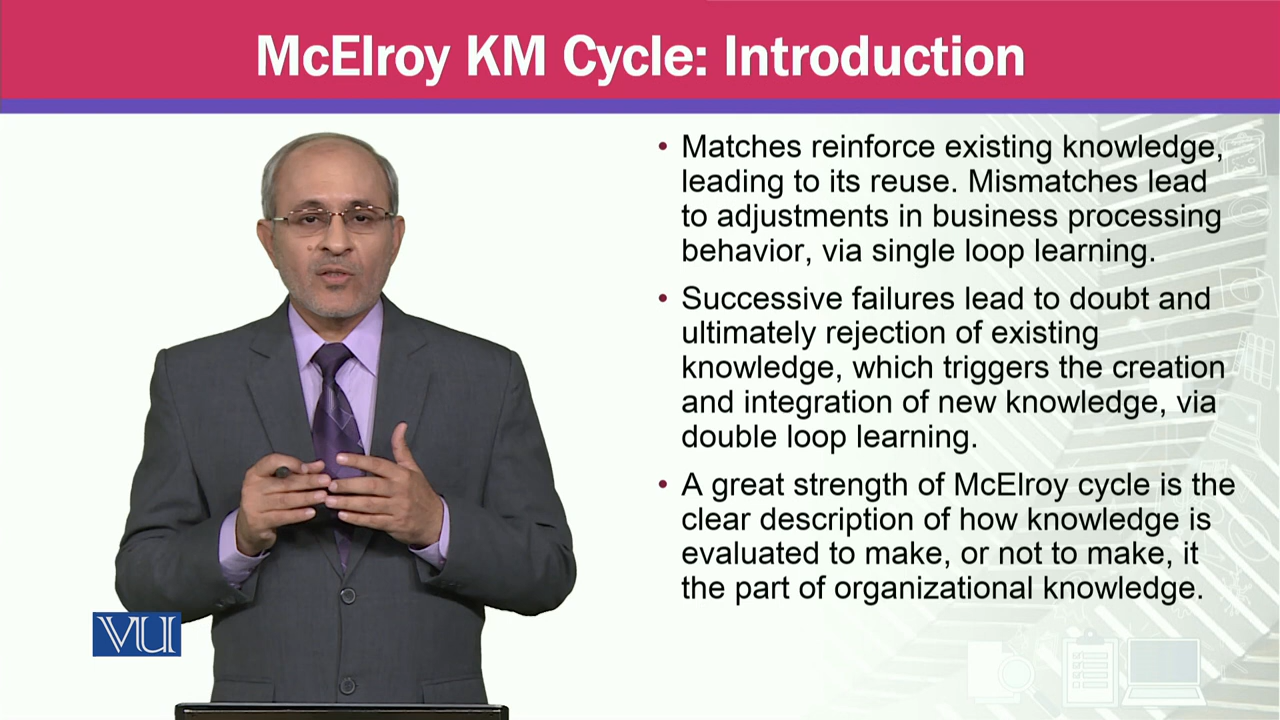 McElroy KM Cycle: Introduction
• Matches reinforce existing knowledge,
leading to its reuse. Mismatches lead
to adjustments in business processing
behavior, via single loop learning.
• Successive failures lead to doubt and
ultimately rejection of existing
knowledge, which triggers the creation
and integration of new knowledge, via
double loop learning.
• A great strength of McElroy cycle is the
clear description of how knowledge is
evaluated to make, or not to make, it
the part of organizational knowledge.
VU